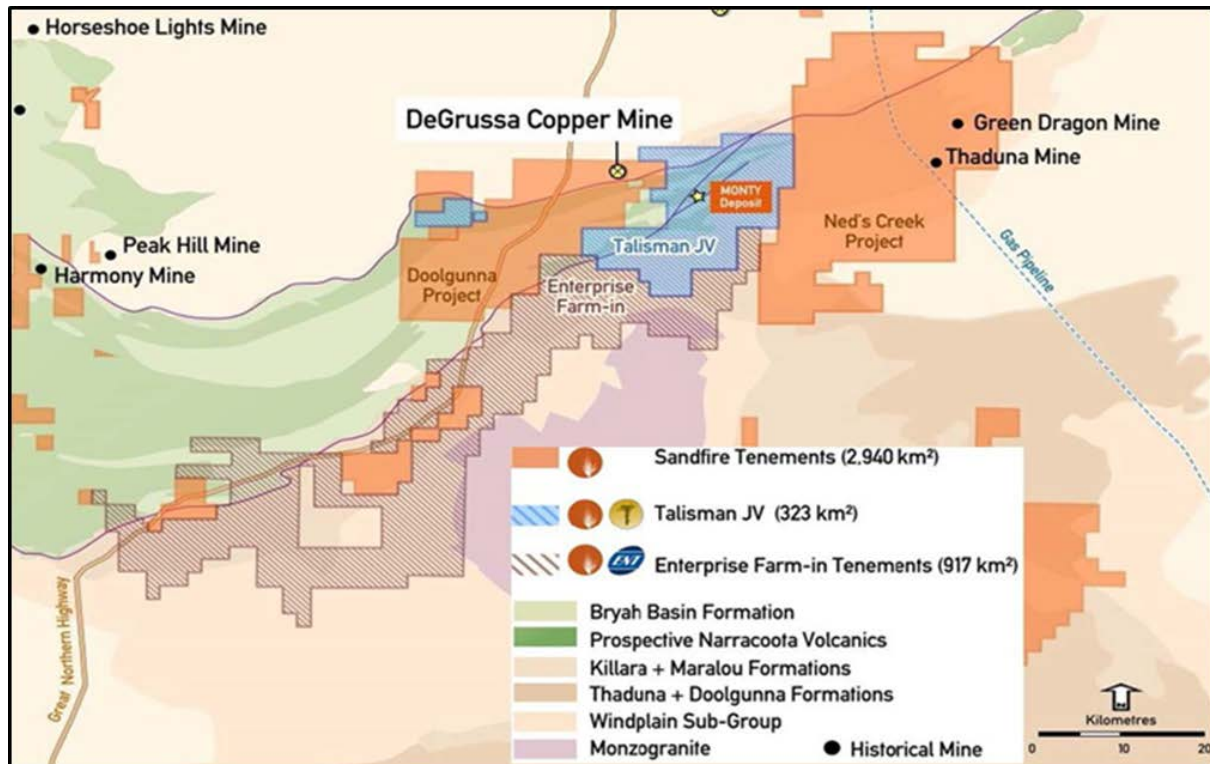 Horseshoe Lights Mine
DeGrussa Copper Mine
Green Dragon Mine
Thaduna Mine
MONTY
Deposit
Ned's Creek
Project
Peak Hill Mine
Harmony Mine
Talisman JV
Doolgunna
Project
Enterprise
Farm-in
Gas Pipeline
Great Northern Highway
Sandfire Tenements (2,940 km²)
T
Talisman JV (323 km²)
ENT
Enterprise Farm-in Tenements (917 km²)
Bryah Basin Formation
Prospective Narracoota Volcanics
Killara + Maralou Formations
Thaduna + Doolgunna Formations
Windplain Sub-Group
Monzogranite
Historical Mine
Kilometres
0 10 20